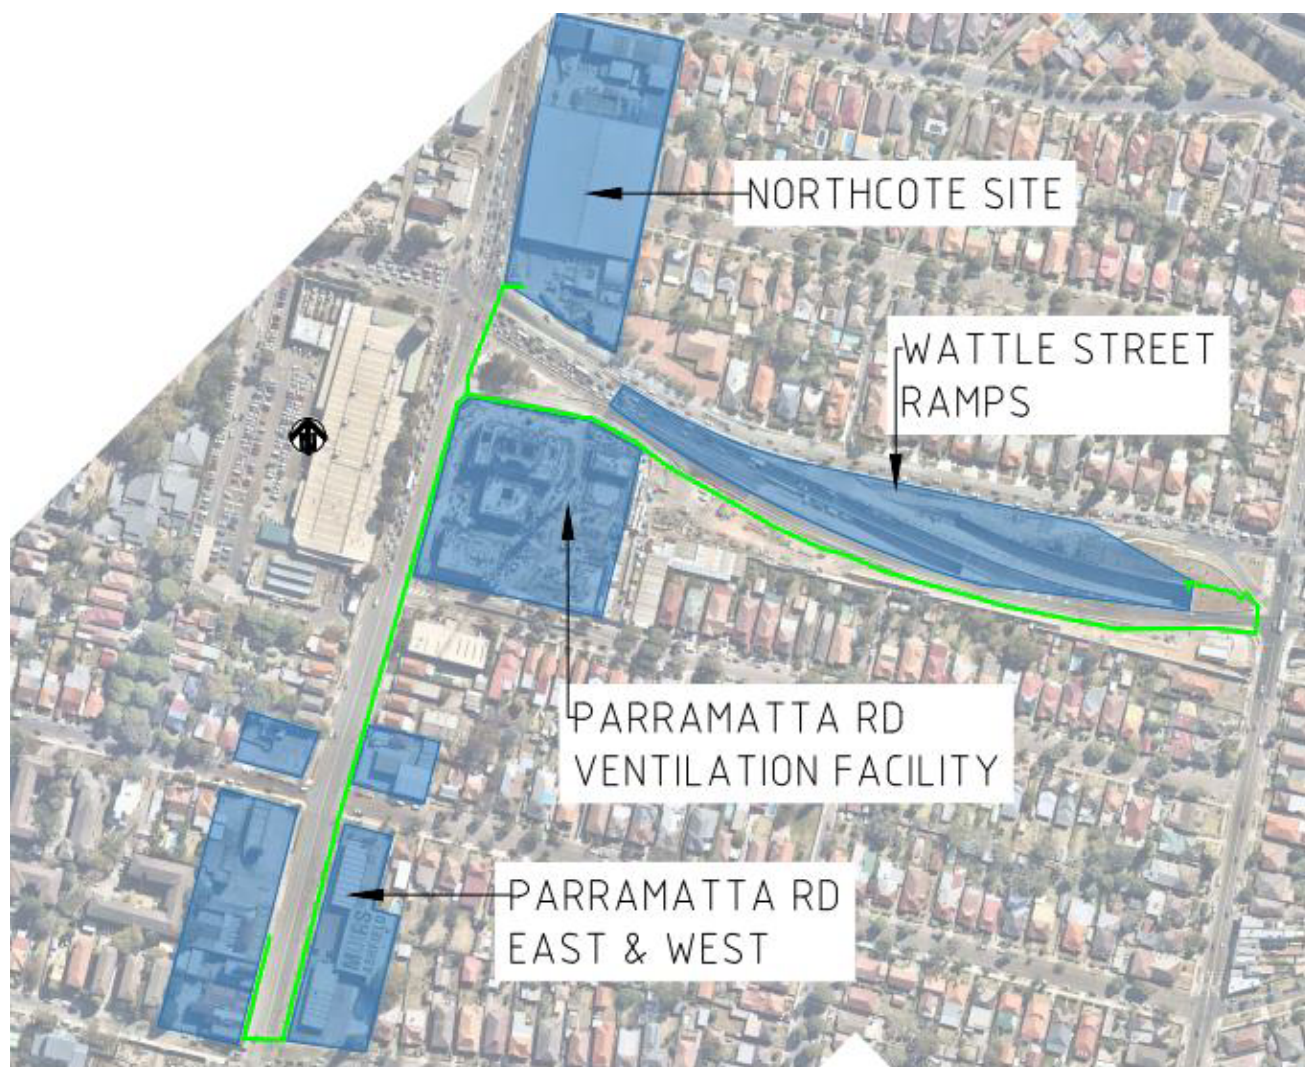 NORTHCOTE SITE
WATTLE STREET
RAMPS
PARRAMATTA RD
VENTILATION FACILITY
PARRAMATTA RD
EAST & WEST